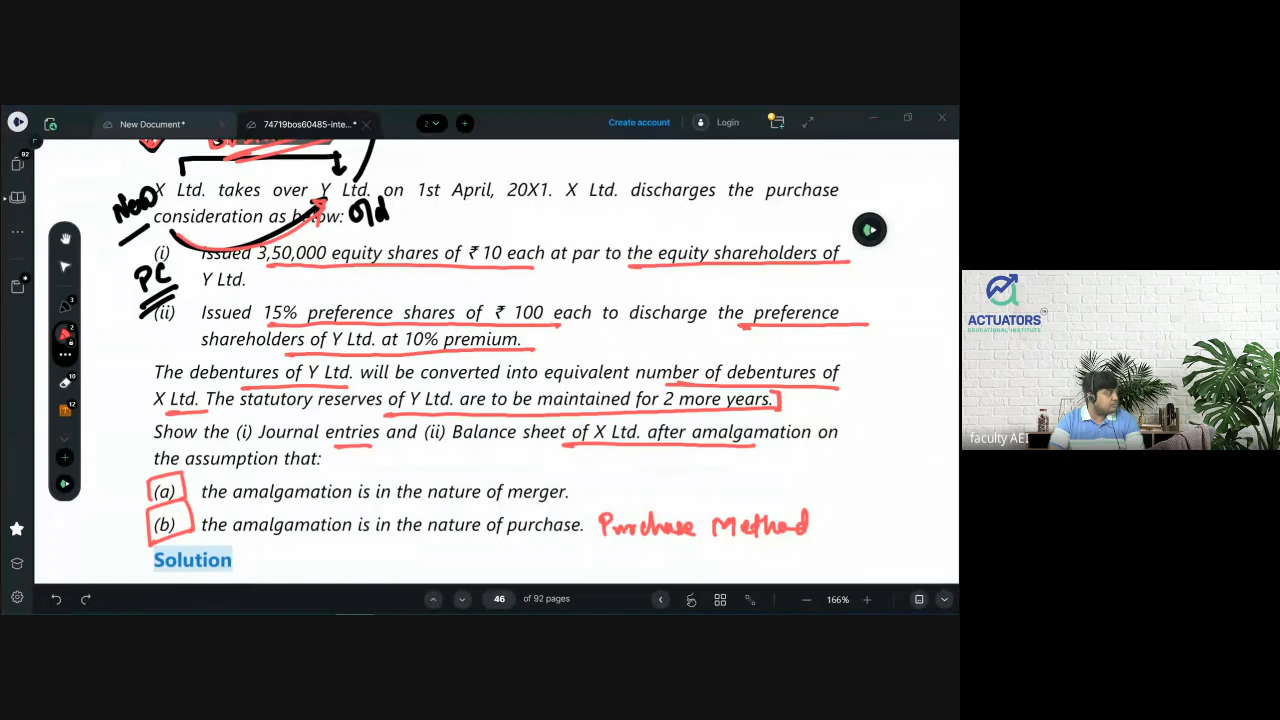 New Document*
74719bos60485-inte...*
2
Create account
Login
92
X Ltd. takes over Y Ltd. on 1st April, 20X1. X Ltd. discharges the purchase
New
consideration as below: old
(i) Issued 3,50,000 equity shares of ₹ 10 each at par to the equity shareholders of
Y Ltd.
PC
(ii) Issued 15% preference shares of ₹ 100 each to discharge the preference
shareholders of Y Ltd. at 10% premium.
The debentures of Y Ltd. will be converted into equivalent number of debentures of
X Ltd. The statutory reserves of Y Ltd. are to be maintained for 2 more years.
Show the (i) Journal entries and (ii) Balance sheet of X Ltd. after amalgamation on
the assumption that:
(a) the amalgamation is in the nature of merger.
(b) the amalgamation is in the nature of purchase. Purchase Method
Solution
3
2
10
12
46 of 92 pages
166%
ACTUATORS
EDUCATIONAL INSTITUTE
faculty AEI